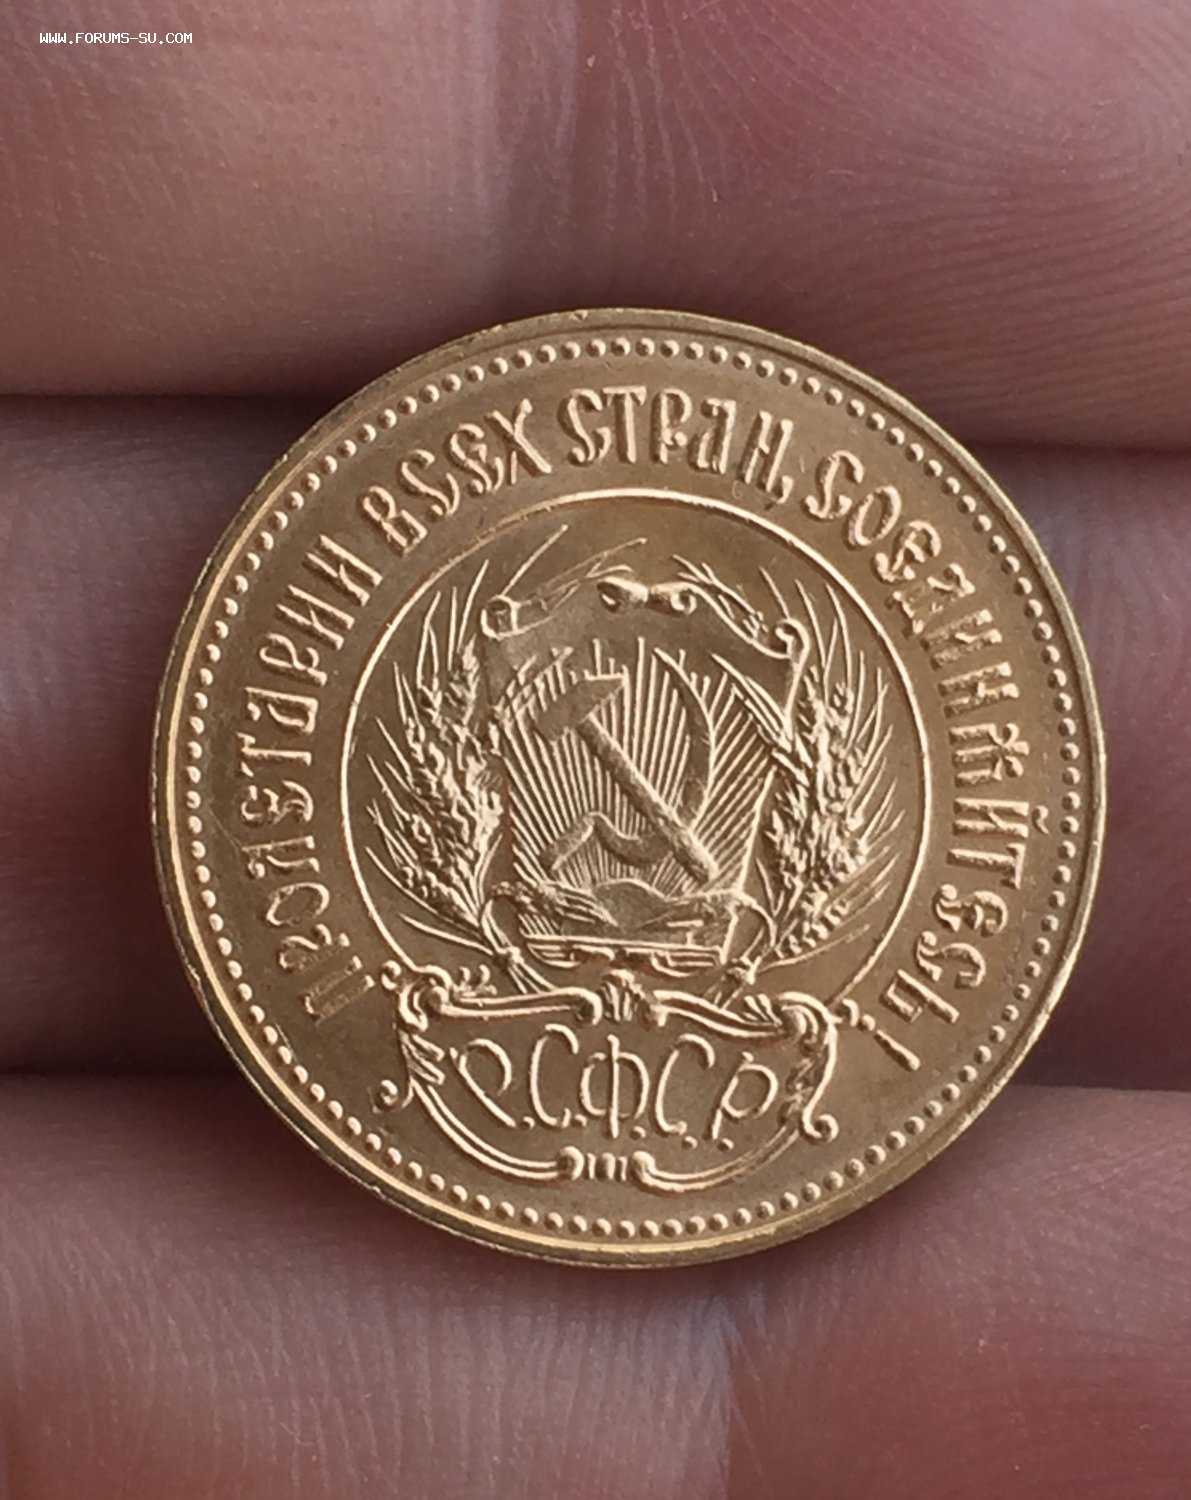 WWW.FORUMS-SU.COM
ПРОЛЕТАРИИ ВСЕХ СТРАН, СОЕДИНЯЙТЕСЬ!
Р.С.Ф.С.Р.